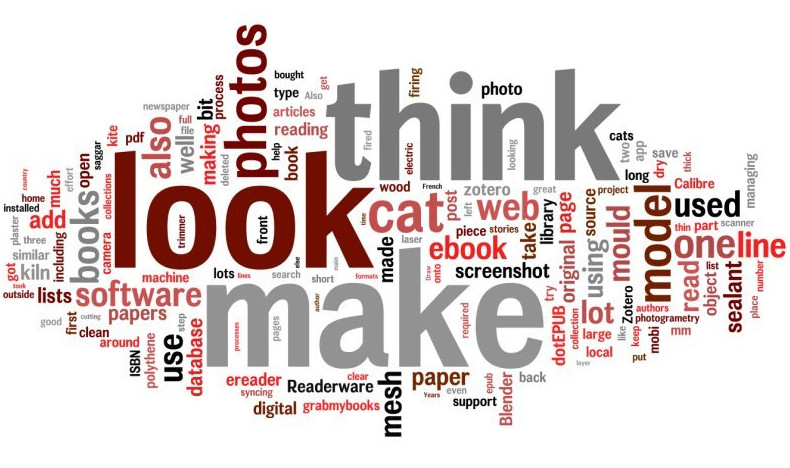 look
think
make
photos
cat
model
bought
type
Also
get
articles
reading
firing
photo
newspaper
full
file
bit
process
kite
pdf
also
well
making
deleted
help
book
fired
electric
looking
cats
two
app
save
thick
dry
managing
long
Calibre
country
home
installed
much
effort
open
saggar
collections
add
plaster
three
similar
got
kiln
including
books
camera
took
outside
lists
software
machine
papers
good
first
cutting
clean
around
ISBN
polythene
step
use
database
trimmer
front
else
time
wood
French
zotero
great
post
left
web
piece
stories
take
library
original
page
source
project
using
mould
used
thin
part
scanner
one
line
made
laser
ebook
screenshot
Draw
onto
lots
lines
search
short
main
formats
author
pages
processes
required
try
dotEPUB
collection
lot
large
local
layer
like
Zotero
keep
put
authors
photogrametry
mobi
mm
read
object
list
sealant
place
number
ereader
syncing
digital
grabmybooks
clear
Readerware
mesh
paper
Years
even
epub
support
Blender
back